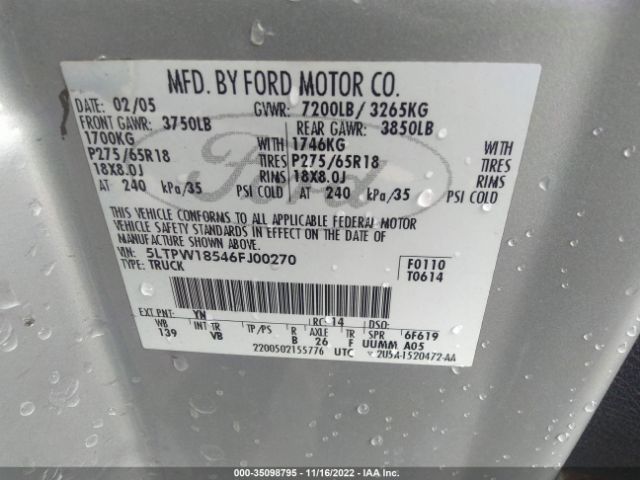 MFD. BY FORD MOTOR CO.
DATE: 02/05 GVWR: 7200LB/ 3265KG
FRONT GAWR: 3750LB REAR GAWR: 3850LB
1700KG WITH 1746KG WITH
P275/65R18 TIRES P275/65R18 TIRES
18X8.0J RIMS 18X8.0J RIMS
AT 240 kPa/35 PSI COLD AT 240 kPa/35 PSI COLD
THIS VEHICLE CONFORMS TO ALL APPLICABLE FEDERAL MOTOR
VEHICLE SAFETY STANDARDS IN EFFECT ON THE DATE OF
MANUFACTURE SHOWN ABOVE.
VIN: 5LTPW18546FJ00270 F0110
TYPE: TRUCK T0614
EXT PNT: YN RC: 14 DSO:
WB INT TR TP/PS R AXLE TR SPR 6F619
139 VB B 26 F UUMM A05
2200502155776 UTC 2U5A-1520472-AA
Ford
000-35098795 - 11/16/2022 - IAA Inc.